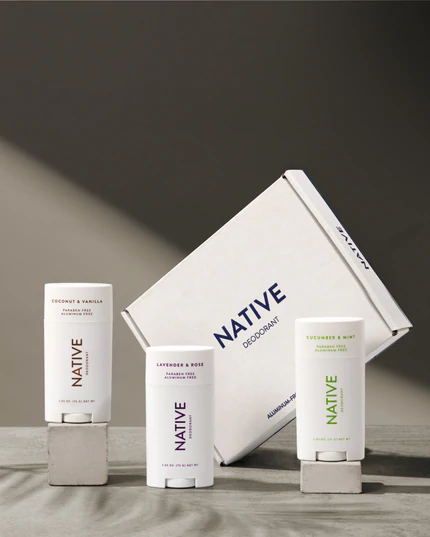 NATIVE
NATIVE
DEODORANT
COCONUT & VANILLA
PARABEN FREE
ALUMINUM FREE
NATIVE
DEODORANT
LAVENDER & ROSE
PARABEN FREE
ALUMINUM FREE
NATIVE
DEODORANT
CUCUMBER & MINT
PARABEN FREE
ALUMINUM FREE
NATIVE
DEODORANT